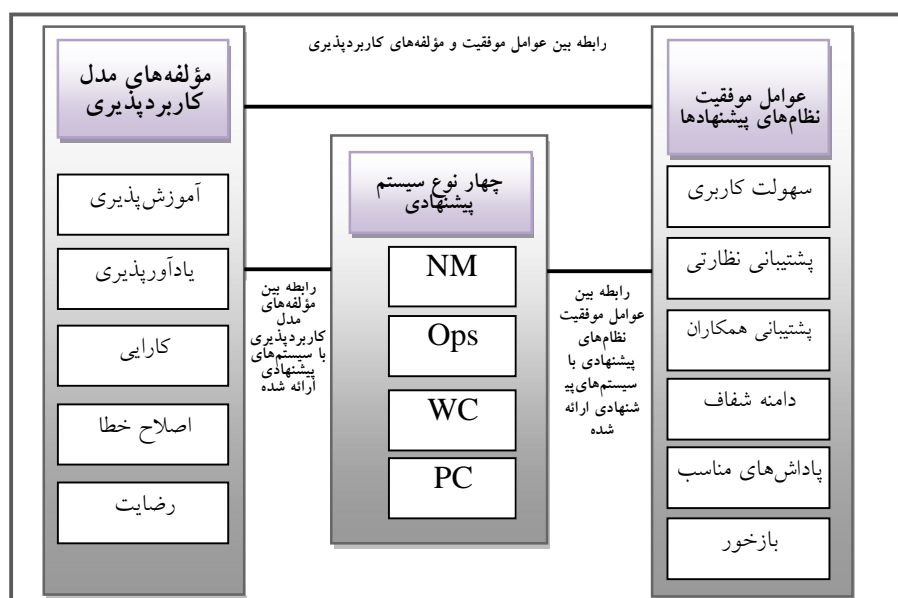 رابطه بین عوامل موفقیت و مؤلفه‌های کاربردپذیری
عوامل موفقیت
نظام‌های پیشنهادها
سهولت کاربری
پشتیبانی نظارتی
پشتیبانی همکاران
دامنه شفاف
پاداش‌های مناسب
بازخور
رابطه بین
عوامل موفقیت
نظام‌های
پیشنهادی با
سیستم‌های‌پی
شنهادی ارائه
شده
چهار نوع سیستم
پیشنهادی
NM
Ops
WC
PC
رابطه بین
مؤلفه‌های
مدل
کاربردپذیری
با سیستم‌های
پیشنهادی
ارائه شده
مؤلفه‌های مدل
کاربردپذیری
آموزش‌پذیری
یادآورپذیری
کارایی
اصلاح خطا
رضایت